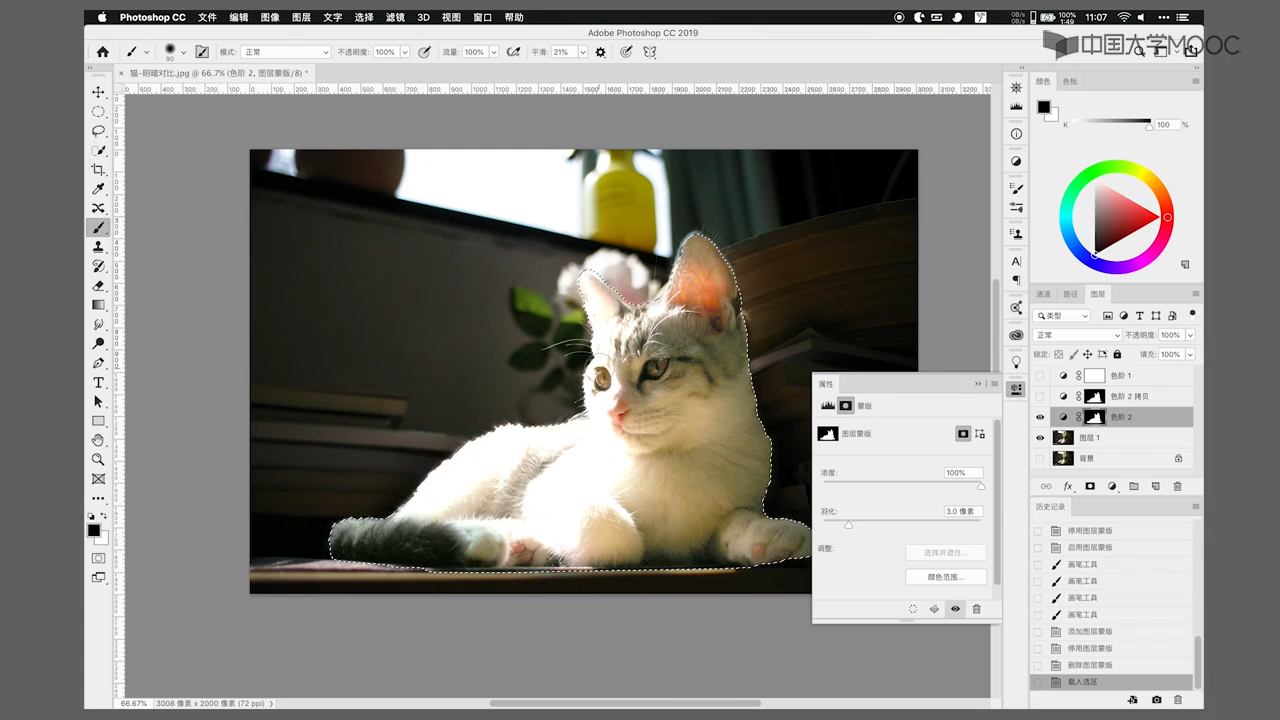 Photoshop CC 文件 编辑 图像 图层 文字 选择 滤镜 3D 视图 窗口 帮助
0B/s 0B/s 100% 1:49 11:07
Adobe Photoshop CC 2019
中国大学MOOC
90 模式: 正常 不透明度: 100% 流量: 100% 平滑: 21%
× 猫-明暗对比.jpg @ 66.7% (色阶 2, 图层蒙版/8) *
颜色 色板
K 100 %
通道 路径 图层
类型
正常 不透明度: 100%
锁定: 填充: 100%
色阶 1
色阶 2 拷贝
色阶 2
图层 1
背景
属性
蒙版
图层蒙版
浓度: 100%
羽化: 3.0 像素
调整: 选择并遮住...
颜色范围...
历史记录
停用图层蒙版
启用图层蒙版
画笔工具
画笔工具
画笔工具
画笔工具
添加图层蒙版
停用图层蒙版
删除图层蒙版
载入选区
66.67% 3008 像素 x 2000 像素 (72 ppi)